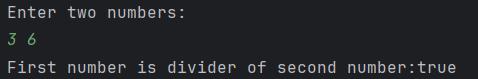 Enter two numbers:
3 6
First number is divider of second number:true